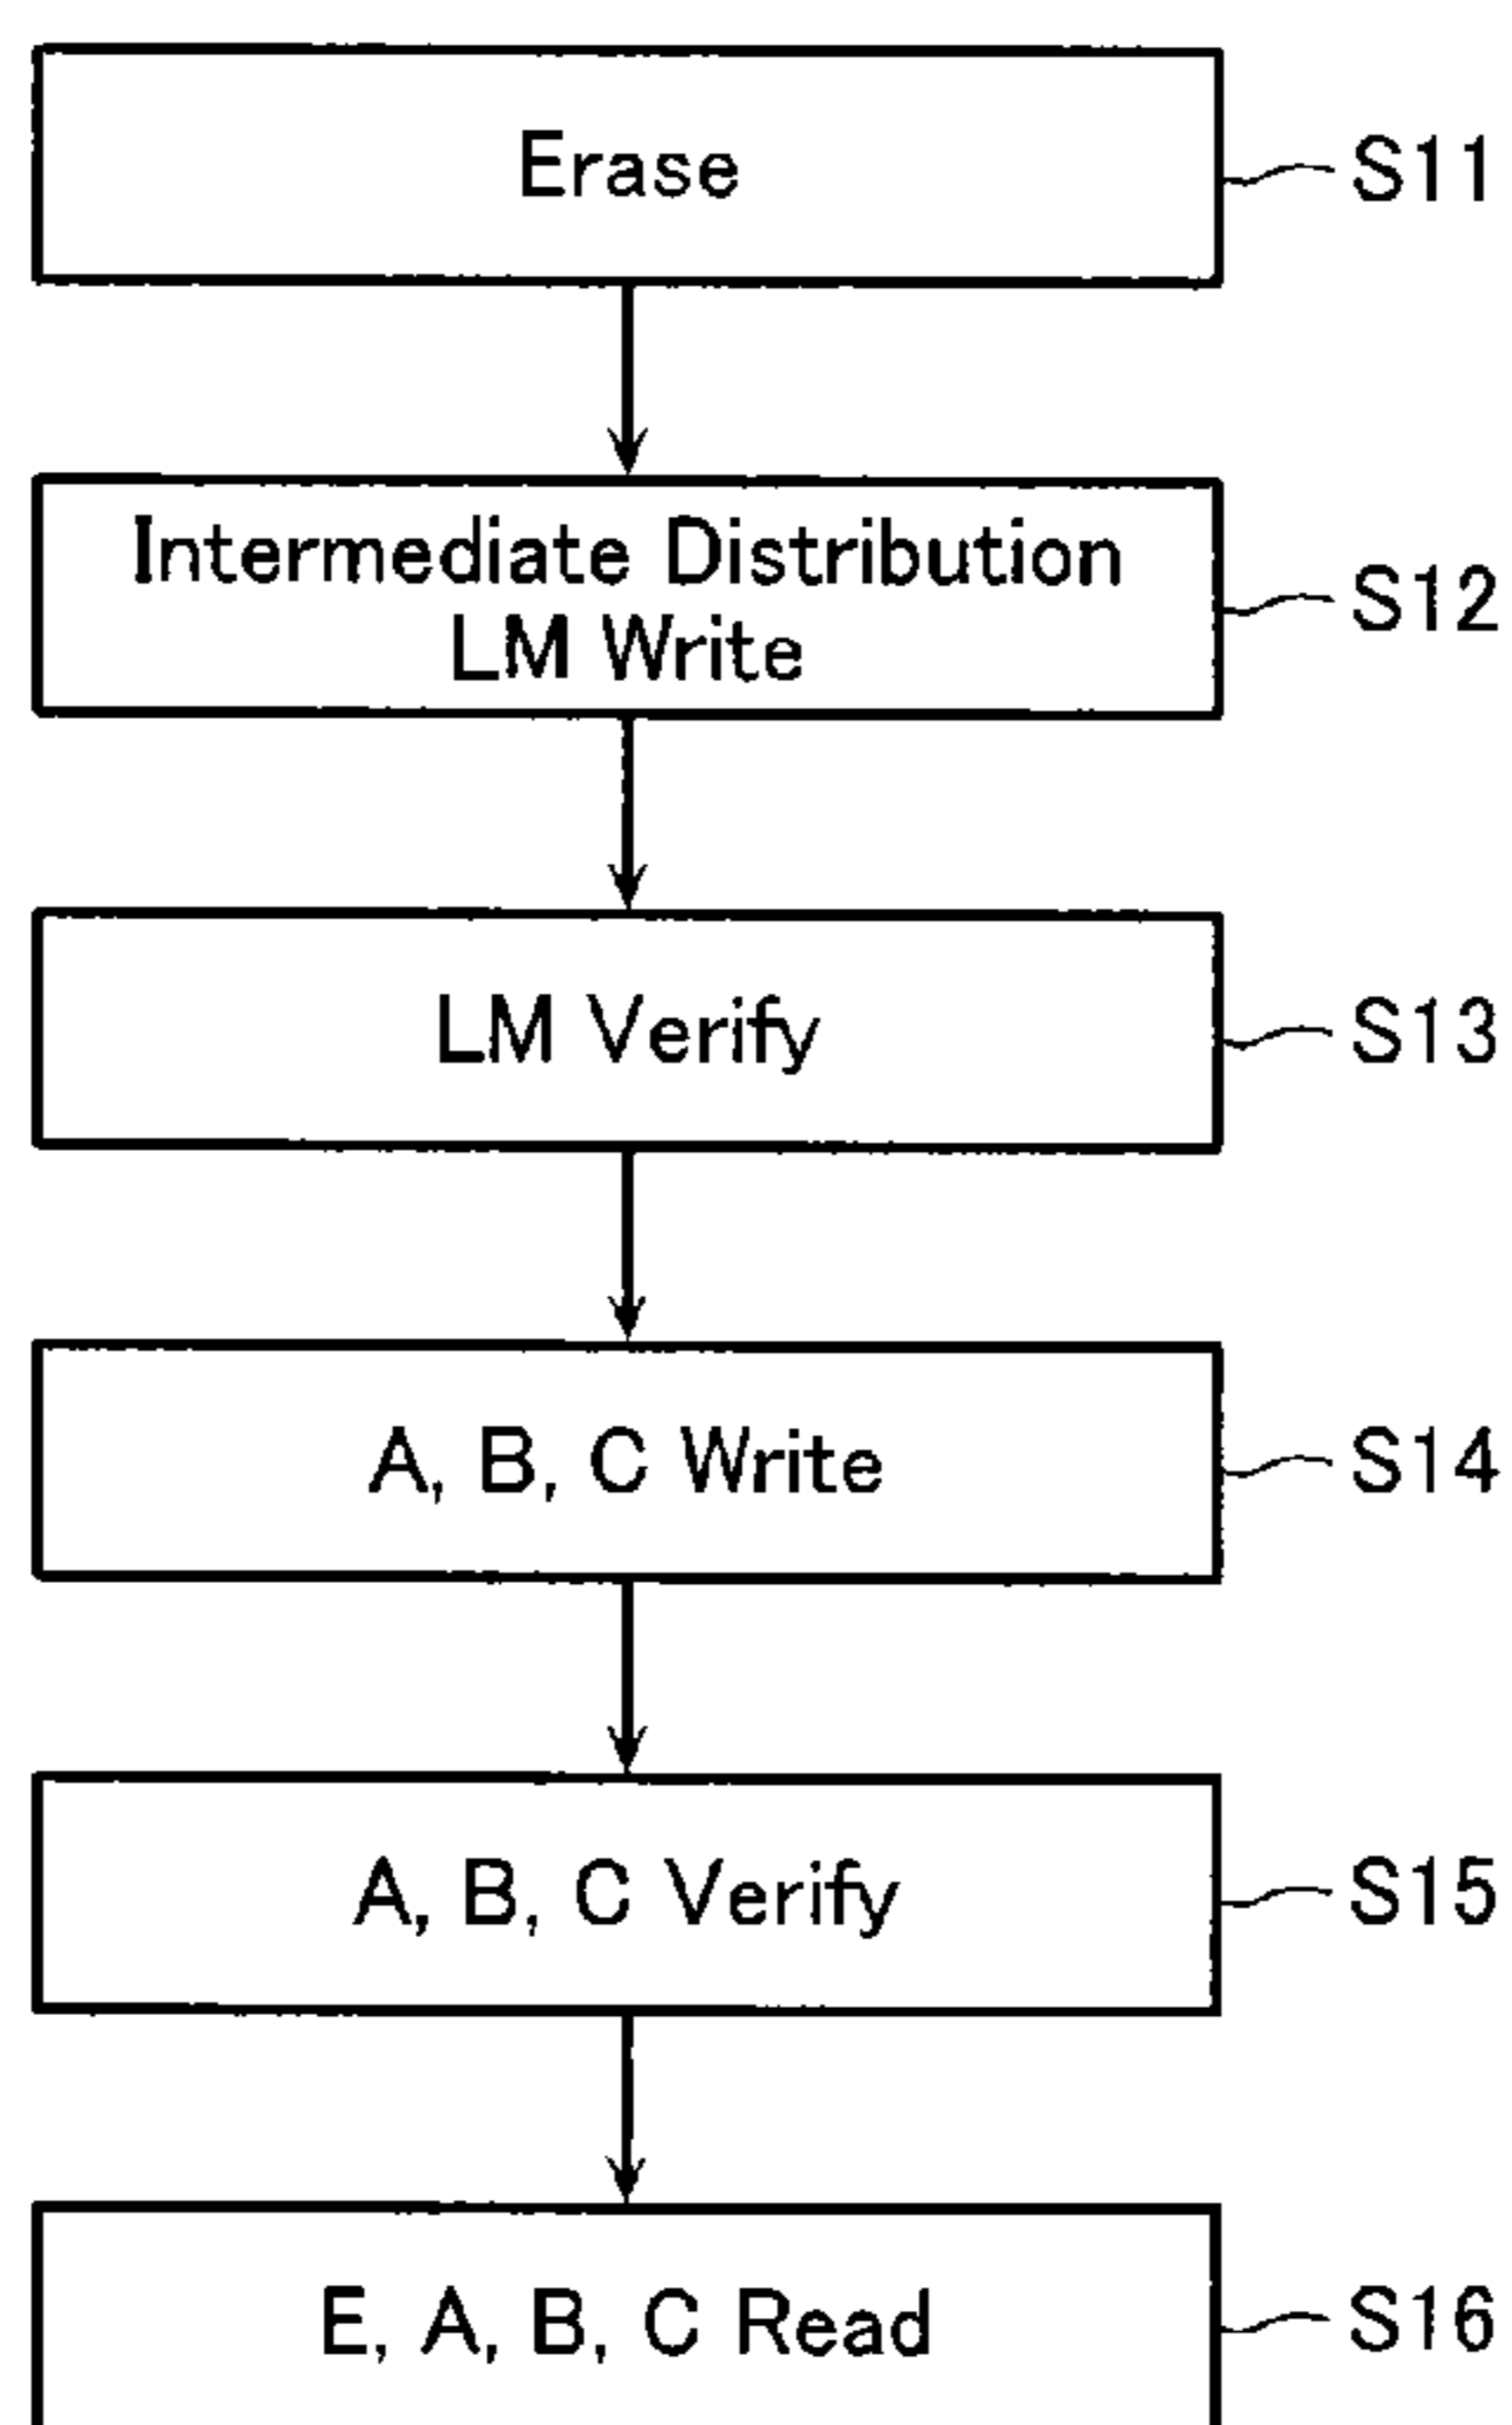 Erase
S11
Intermediate Distribution
LM Write
S12
LM Verify
S13
A, B, C Write
S14
A, B, C Verify
S15
E, A, B, C Read
S16